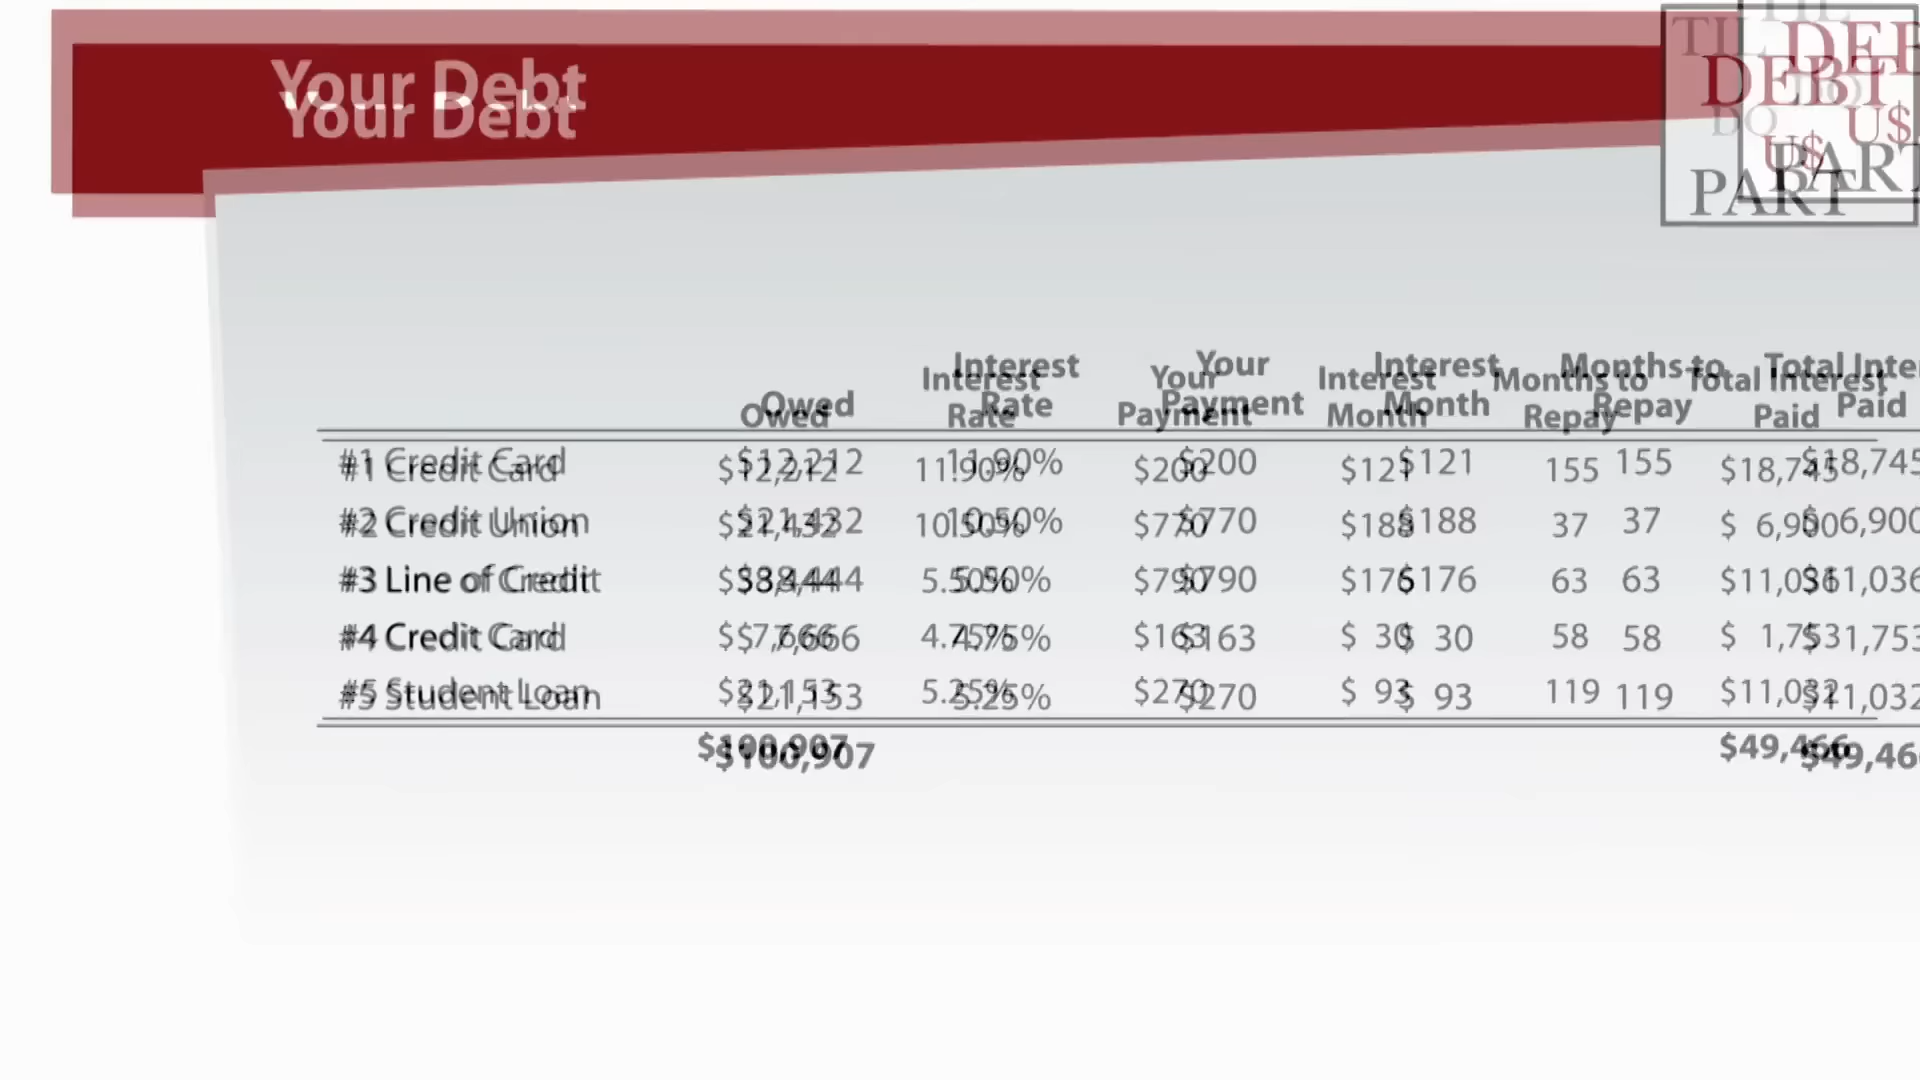 Your Debt
TIL
DEBT
DO
U$
PART
Owed Interest Rate Your Payment Interest Month Months to Repay Total Interest Paid
#1 Credit Card $12,212 11.90% $200 $121 155 $18,745
#2 Credit Union $21,432 10.50% $770 $188 37 $ 6,900
#3 Line of Credit $38,444 5.50% $790 $176 63 $11,036
#4 Credit Card $ 7,666 4.75% $163 $ 30 58 $ 1,753
#5 Student Loan $21,153 5.25% $270 $ 93 119 $11,032
$100,907 $49,466